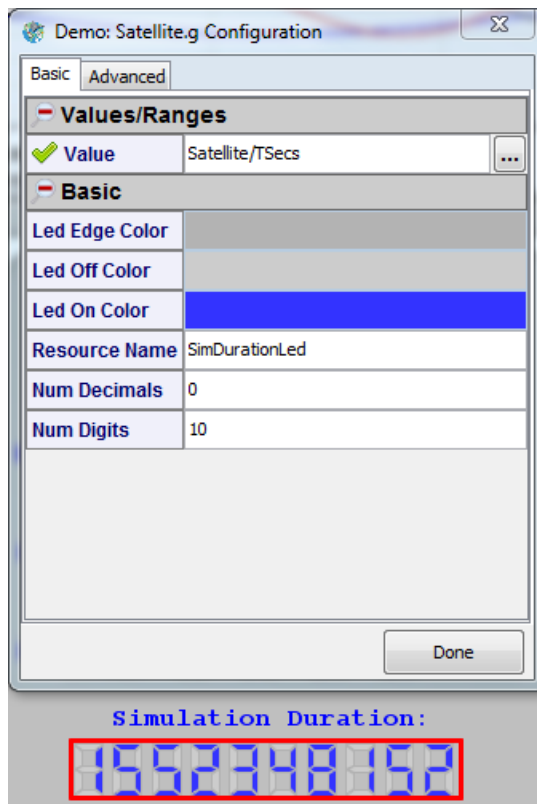 Demo: Satellite.g Configuration
Basic Advanced
Values/Ranges
Value Satellite/TSecs ...
Basic
Led Edge Color
Led Off Color
Led On Color
Resource Name SimDurationLed
Num Decimals 0
Num Digits 10
Done
Simulation Duration:
1552348152